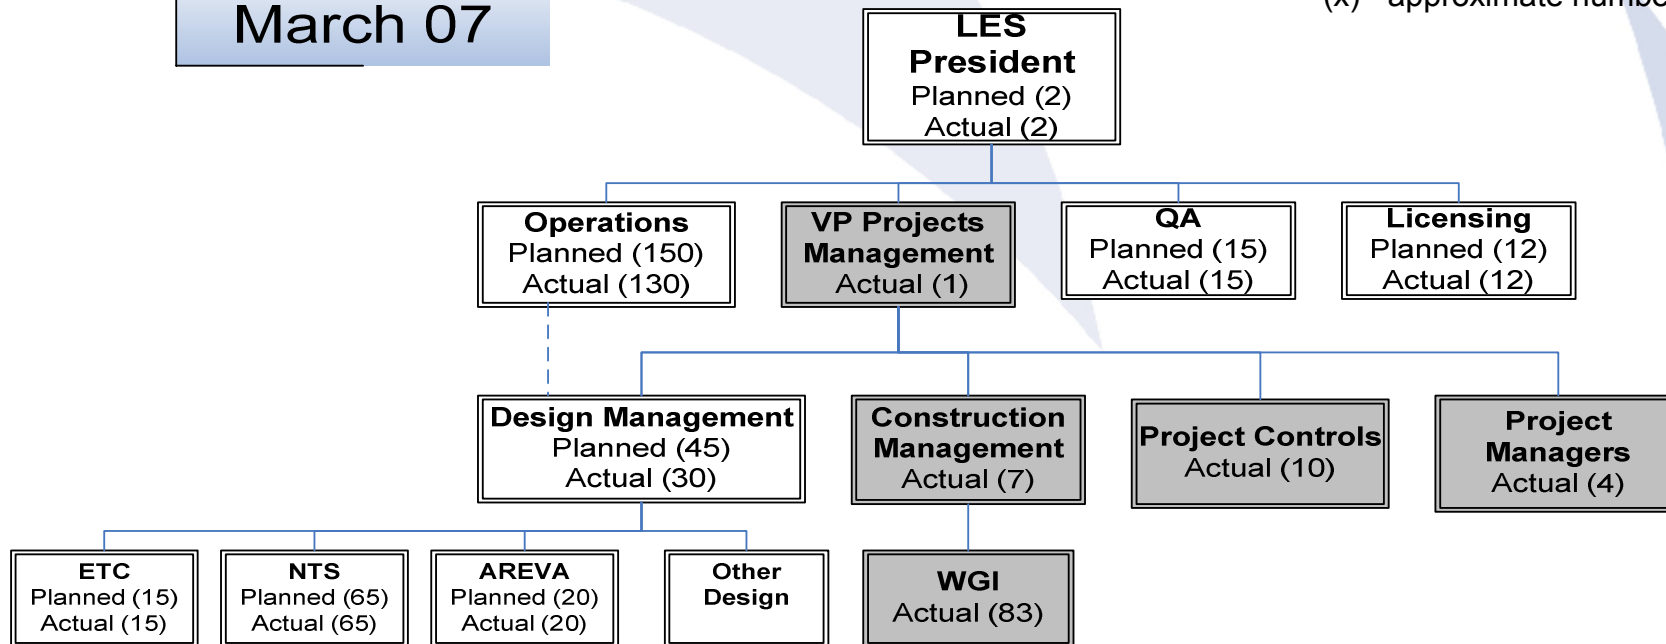 March 07
(x) approximate numbe
LES
President
Planned (2)
Actual (2)
Operations
Planned (150)
Actual (130)
VP Projects
Management
Actual (1)
QA
Planned (15)
Actual (15)
Licensing
Planned (12)
Actual (12)
Design Management
Planned (45)
Actual (30)
Construction
Management
Actual (7)
Project Controls
Actual (10)
Project
Managers
Actual (4)
ETC
Planned (15)
Actual (15)
NTS
Planned (65)
Actual (65)
AREVA
Planned (20)
Actual (20)
Other
Design
WGI
Actual (83)